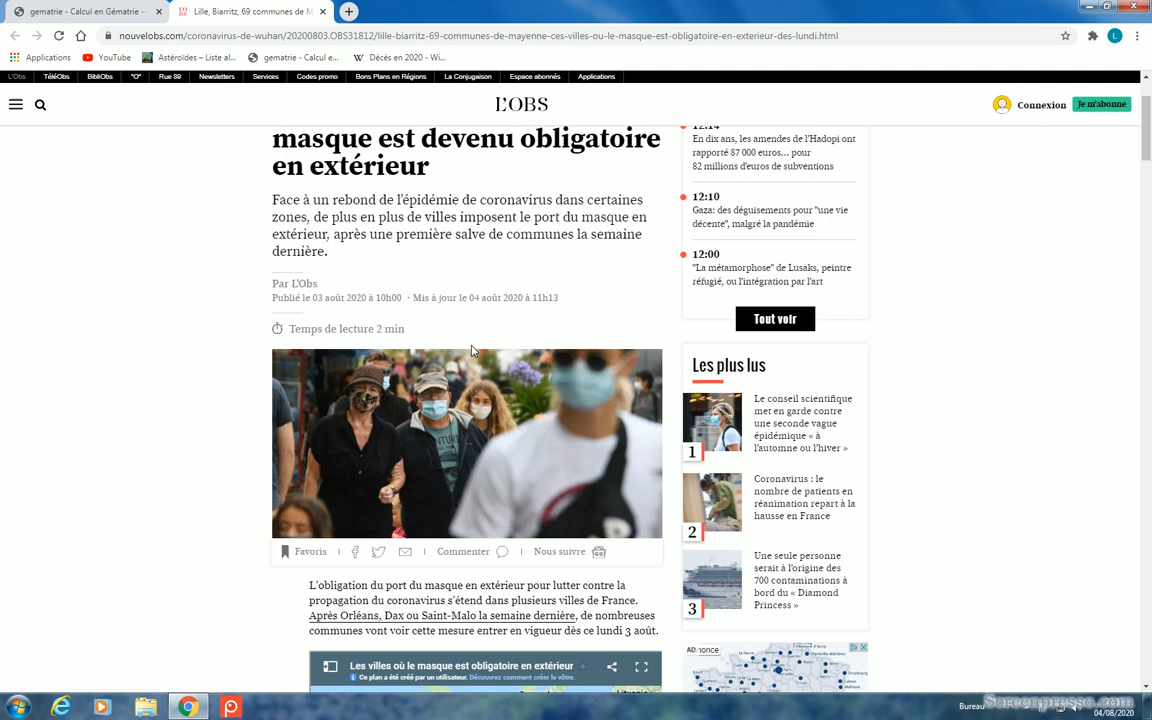 gematrie - Calcul en Gématrie --
Lille, Biarritz, 69 communes de M
nouvelobs.com/coronavirus-de-wuhan/20200803.OBS31812/lille-biarritz-69-communes-de-mayenne-ces-villes-ou-le-masque-est-obligatoire-en-exterieur-des-lundi.html
L
Applications YouTube Astéroïdes – Liste al... gematrie - Calcul e... Décès en 2020 – Wi...
L'Obs TéléObs BibliObs "O" Rue 89 Newsletters Services Codes promo Bons Plans en Régions La Conjugaison Espace abonnés Applications
L'OBS
Connexion Je m'abonne
masque est devenu obligatoire
en extérieur
Face à un rebond de l'épidémie de coronavirus dans certaines
zones, de plus en plus de villes imposent le port du masque en
extérieur, après une première salve de communes la semaine
dernière.
Par L'Obs
Publié le 03 août 2020 à 10h00 · Mis à jour le 04 août 2020 à 11h13
Temps de lecture 2 min
Favoris Commenter Nous suivre
L'obligation du port du masque en extérieur pour lutter contre la
propagation du coronavirus s'étend dans plusieurs villes de France.
Après Orléans, Dax ou Saint-Malo la semaine dernière, de nombreuses
communes vont voir cette mesure entrer en vigueur dès ce lundi 3 août.
Les villes où le masque est obligatoire en extérieur
Ce plan a été créé par un utilisateur. Découvrez comment créer le vôtre.
12:14
En dix ans, les amendes de l'Hadopi ont
rapporté 87 000 euros... pour
82 millions d'euros de subventions
12:10
Gaza: des déguisements pour "une vie
décente", malgré la pandémie
12:00
"La métamorphose" de Lusaks, peintre
réfugié, ou l'intégration par l'art
Tout voir
Les plus lus
1
Le conseil scientifique
met en garde contre
une seconde vague
épidémique « à
l'automne ou l'hiver »
2
Coronavirus : le
nombre de patients en
réanimation repart à la
hausse en France
3
Une seule personne
serait à l'origine des
700 contaminations à
bord du « Diamond
Princess »
Bureau
Screenpresso.com
04/08/2020